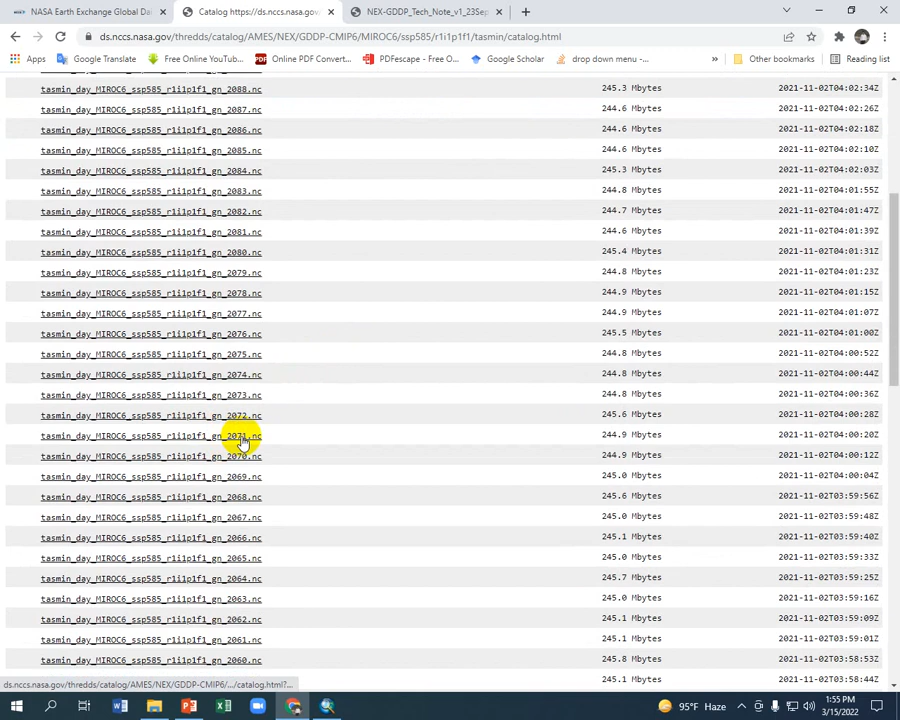 NASA Earth Exchange Global Dai × Catalog https://ds.nccs.nasa.gov/ × NEX-GDDP_Tech_Note_v1_23Sep ×
ds.nccs.nasa.gov/thredds/catalog/AMES/NEX/GDDP-CMIP6/MIROC6/ssp585/r1i1p1f1/tasmin/catalog.html
Apps Google Translate Free Online YouTub... Online PDF Convert... PDFescape - Free O... Google Scholar drop down menu -... » Other bookmarks Reading list
tasmin_day_MIROC6_ssp585_r1i1p1f1_gn_2088.nc 245.3 Mbytes 2021-11-02T04:02:34Z
tasmin_day_MIROC6_ssp585_r1i1p1f1_gn_2087.nc 244.6 Mbytes 2021-11-02T04:02:26Z
tasmin_day_MIROC6_ssp585_r1i1p1f1_gn_2086.nc 244.6 Mbytes 2021-11-02T04:02:18Z
tasmin_day_MIROC6_ssp585_r1i1p1f1_gn_2085.nc 244.6 Mbytes 2021-11-02T04:02:10Z
tasmin_day_MIROC6_ssp585_r1i1p1f1_gn_2084.nc 245.3 Mbytes 2021-11-02T04:02:03Z
tasmin_day_MIROC6_ssp585_r1i1p1f1_gn_2083.nc 244.8 Mbytes 2021-11-02T04:01:55Z
tasmin_day_MIROC6_ssp585_r1i1p1f1_gn_2082.nc 244.7 Mbytes 2021-11-02T04:01:47Z
tasmin_day_MIROC6_ssp585_r1i1p1f1_gn_2081.nc 244.6 Mbytes 2021-11-02T04:01:39Z
tasmin_day_MIROC6_ssp585_r1i1p1f1_gn_2080.nc 245.4 Mbytes 2021-11-02T04:01:31Z
tasmin_day_MIROC6_ssp585_r1i1p1f1_gn_2079.nc 244.8 Mbytes 2021-11-02T04:01:23Z
tasmin_day_MIROC6_ssp585_r1i1p1f1_gn_2078.nc 244.9 Mbytes 2021-11-02T04:01:15Z
tasmin_day_MIROC6_ssp585_r1i1p1f1_gn_2077.nc 244.9 Mbytes 2021-11-02T04:01:07Z
tasmin_day_MIROC6_ssp585_r1i1p1f1_gn_2076.nc 245.5 Mbytes 2021-11-02T04:01:00Z
tasmin_day_MIROC6_ssp585_r1i1p1f1_gn_2075.nc 244.8 Mbytes 2021-11-02T04:00:52Z
tasmin_day_MIROC6_ssp585_r1i1p1f1_gn_2074.nc 244.8 Mbytes 2021-11-02T04:00:44Z
tasmin_day_MIROC6_ssp585_r1i1p1f1_gn_2073.nc 244.8 Mbytes 2021-11-02T04:00:36Z
tasmin_day_MIROC6_ssp585_r1i1p1f1_gn_2072.nc 245.6 Mbytes 2021-11-02T04:00:28Z
tasmin_day_MIROC6_ssp585_r1i1p1f1_gn_2071.nc 244.9 Mbytes 2021-11-02T04:00:20Z
tasmin_day_MIROC6_ssp585_r1i1p1f1_gn_2070.nc 244.9 Mbytes 2021-11-02T04:00:12Z
tasmin_day_MIROC6_ssp585_r1i1p1f1_gn_2069.nc 245.0 Mbytes 2021-11-02T04:00:04Z
tasmin_day_MIROC6_ssp585_r1i1p1f1_gn_2068.nc 245.6 Mbytes 2021-11-02T03:59:56Z
tasmin_day_MIROC6_ssp585_r1i1p1f1_gn_2067.nc 245.0 Mbytes 2021-11-02T03:59:48Z
tasmin_day_MIROC6_ssp585_r1i1p1f1_gn_2066.nc 245.1 Mbytes 2021-11-02T03:59:40Z
tasmin_day_MIROC6_ssp585_r1i1p1f1_gn_2065.nc 245.0 Mbytes 2021-11-02T03:59:33Z
tasmin_day_MIROC6_ssp585_r1i1p1f1_gn_2064.nc 245.7 Mbytes 2021-11-02T03:59:25Z
tasmin_day_MIROC6_ssp585_r1i1p1f1_gn_2063.nc 245.0 Mbytes 2021-11-02T03:59:16Z
tasmin_day_MIROC6_ssp585_r1i1p1f1_gn_2062.nc 245.1 Mbytes 2021-11-02T03:59:09Z
tasmin_day_MIROC6_ssp585_r1i1p1f1_gn_2061.nc 245.1 Mbytes 2021-11-02T03:59:01Z
tasmin_day_MIROC6_ssp585_r1i1p1f1_gn_2060.nc 245.8 Mbytes 2021-11-02T03:58:53Z
245.1 Mbytes 2021-11-02T03:58:44Z
ds.nccs.nasa.gov/thredds/catalog/AMES/NEX/GDDP-CMIP6/.../catalog.html?...
95°F Haze 1:55 PM
3/15/2022